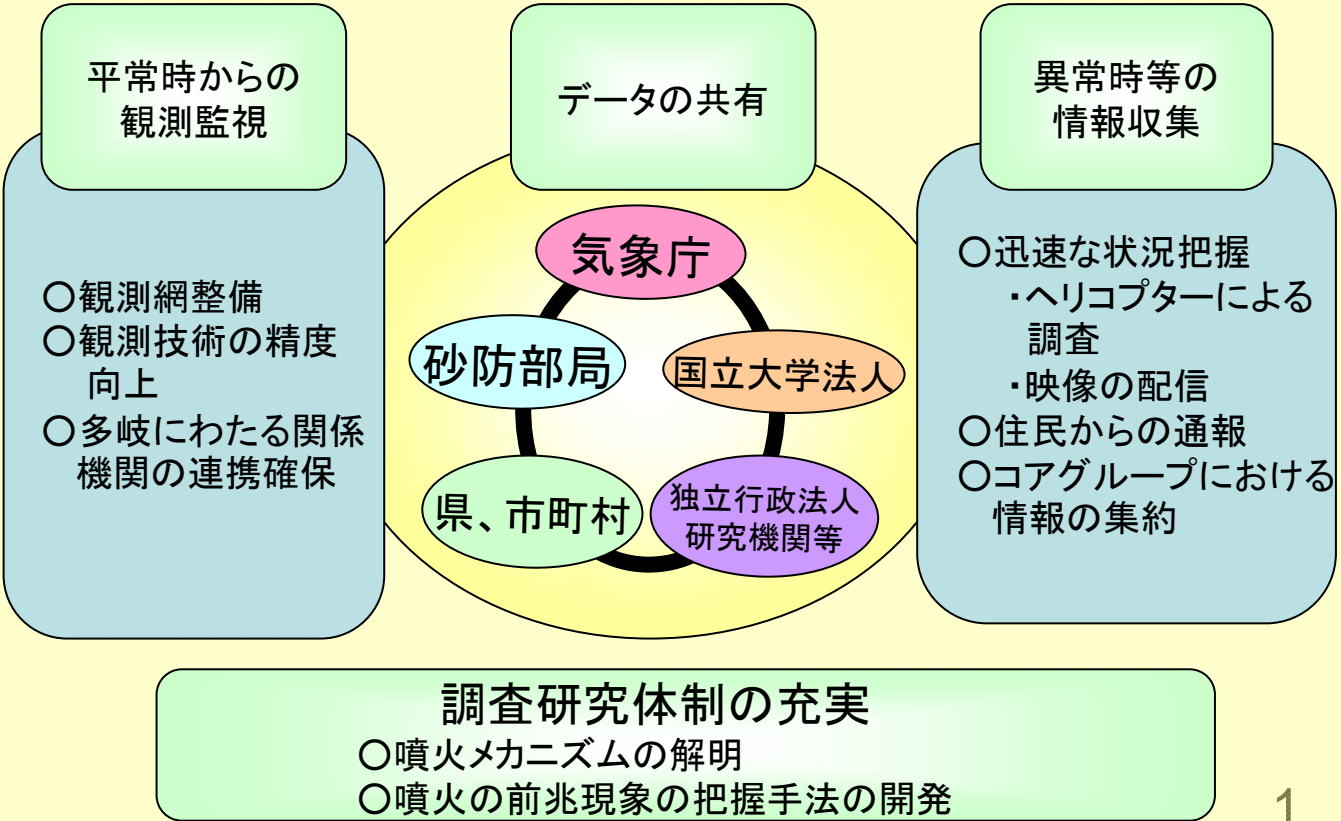 平常時からの
観測監視
○観測網整備
○観測技術の精度
向上
○多岐にわたる関係
機関の連携確保
データの共有
気象庁
砂防部局
国立大学法人
県、市町村
独立行政法人
研究機関等
異常時等の
情報収集
○迅速な状況把握
・ヘリコプターによる
調査
・映像の配信
○住民からの通報
○コアグループにおける
情報の集約
調査研究体制の充実
○噴火メカニズムの解明
○噴火の前兆現象の把握手法の開発
1